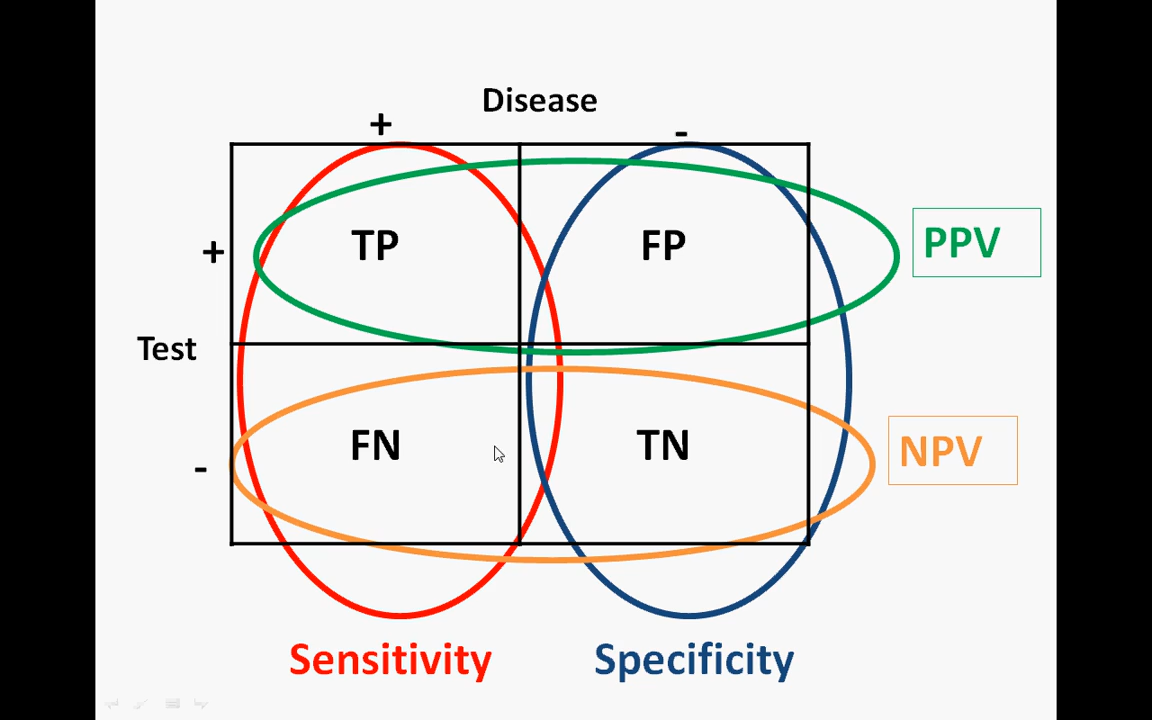 Disease
+ -
+ TP FP PPV
Test
- FN TN NPV
Sensitivity Specificity